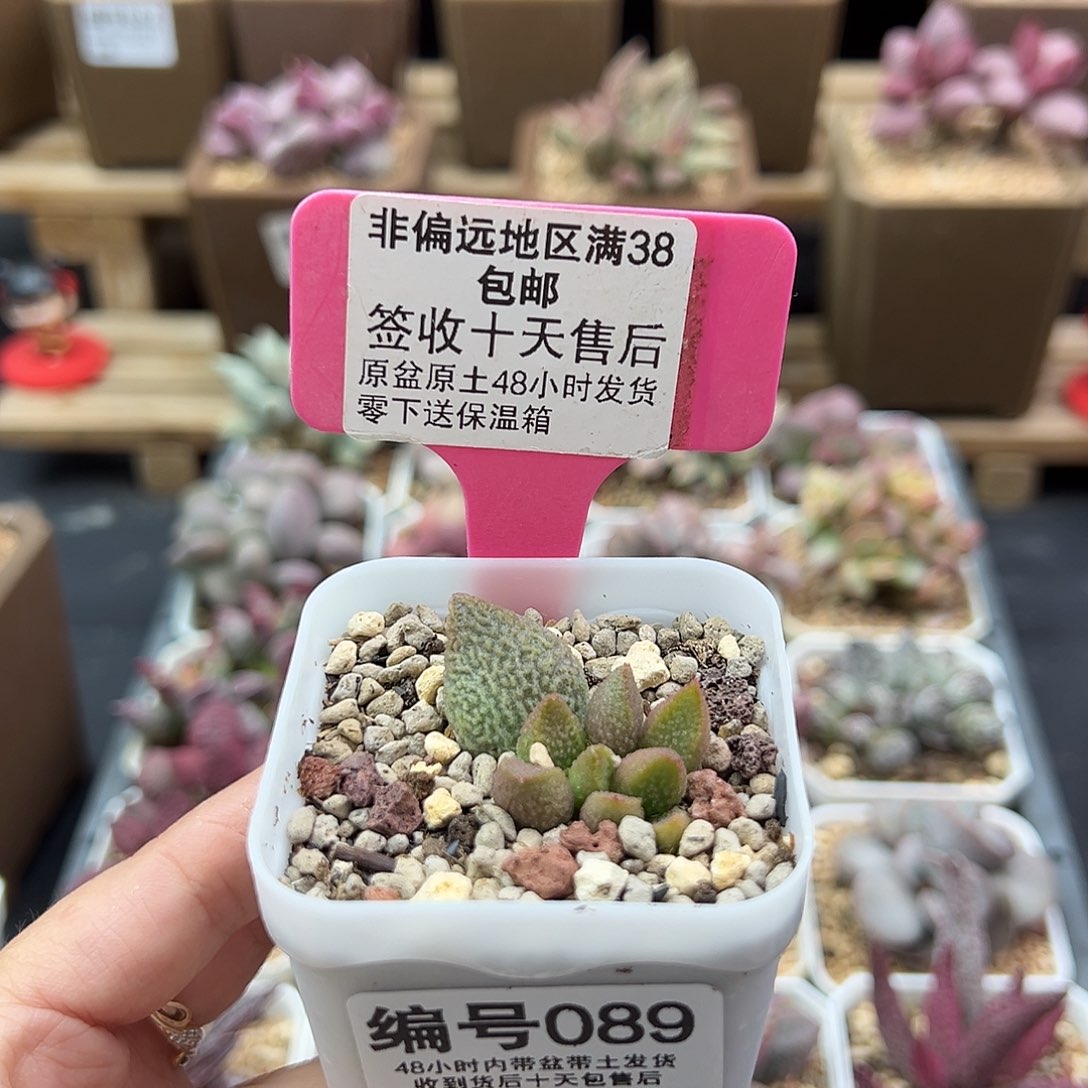 非偏远地区满38
包邮
签收十天售后
原盆原土48小时发货
零下送保温箱
编号089
48小时内带盆带土发货
收到货后十天包售后